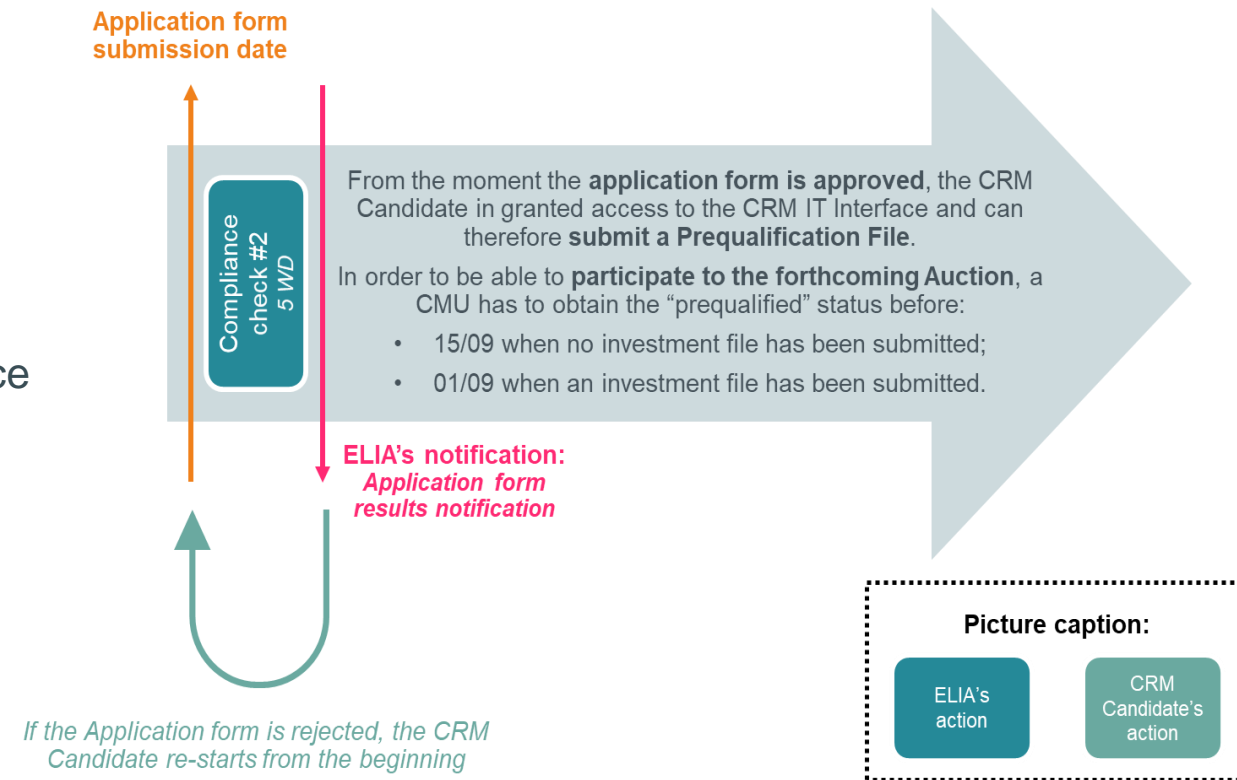 Application form
submission date
Compliance
check #2
5 WD
From the moment the application form is approved, the CRM
Candidate in granted access to the CRM IT Interface and can
therefore submit a Prequalification File.
In order to be able to participate to the forthcoming Auction, a
CMU has to obtain the “prequalified” status before:
• 15/09 when no investment file has been submitted;
• 01/09 when an investment file has been submitted.
ce
ELIA’s notification:
Application form
results notification
If the Application form is rejected, the CRM
Candidate re-starts from the beginning
Picture caption:
ELIA’s
action
CRM
Candidate’s
action